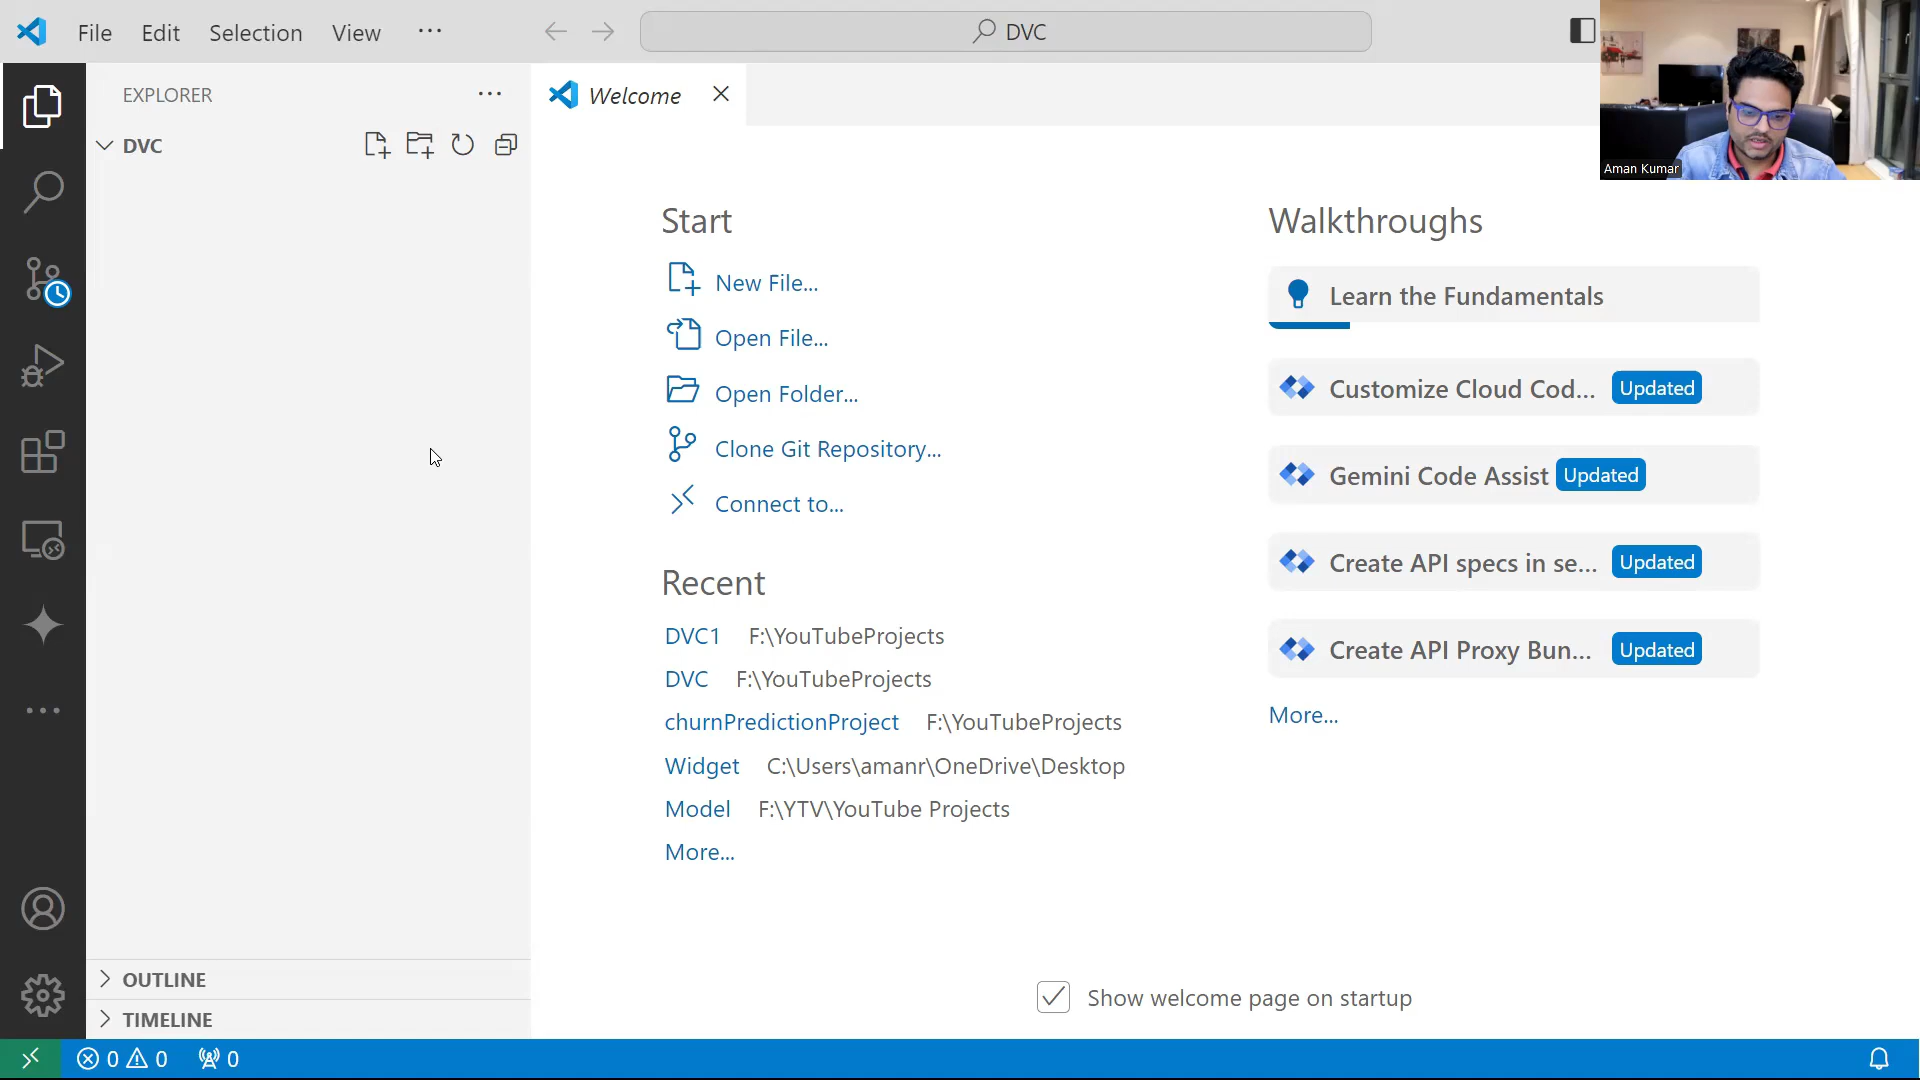 File Edit Selection View ...
DVC
Aman Kumar
EXPLORER
DVC
Welcome
Start
New File...
Open File...
Open Folder...
Clone Git Repository...
Connect to...
Recent
DVC1 F:\YouTubeProjects
DVC F:\YouTubeProjects
churnPredictionProject F:\YouTubeProjects
Widget C:\Users\amanr\OneDrive\Desktop
Model F:\YTV\YouTube Projects
More...
Walkthroughs
Learn the Fundamentals
Customize Cloud Cod... Updated
Gemini Code Assist Updated
Create API specs in se... Updated
Create API Proxy Bun... Updated
More...
Show welcome page on startup
OUTLINE
TIMELINE
0 0 0